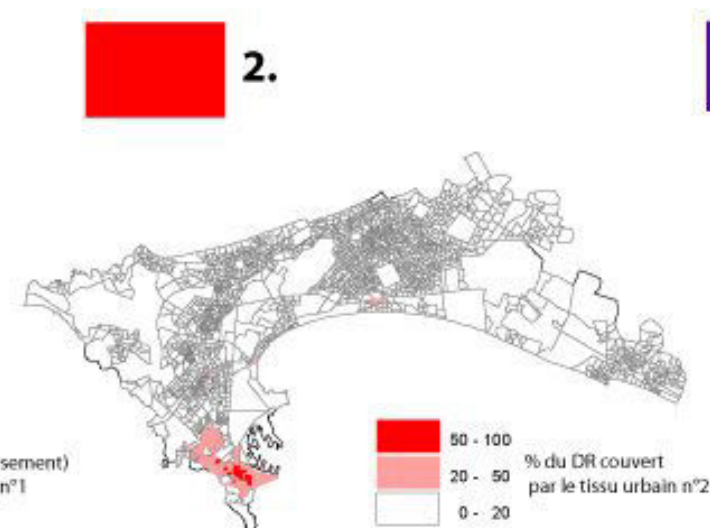 2.
50 - 100
20 - 50
0 - 20
% du DR couvert
par le tissu urbain n°2
sement)
n°1